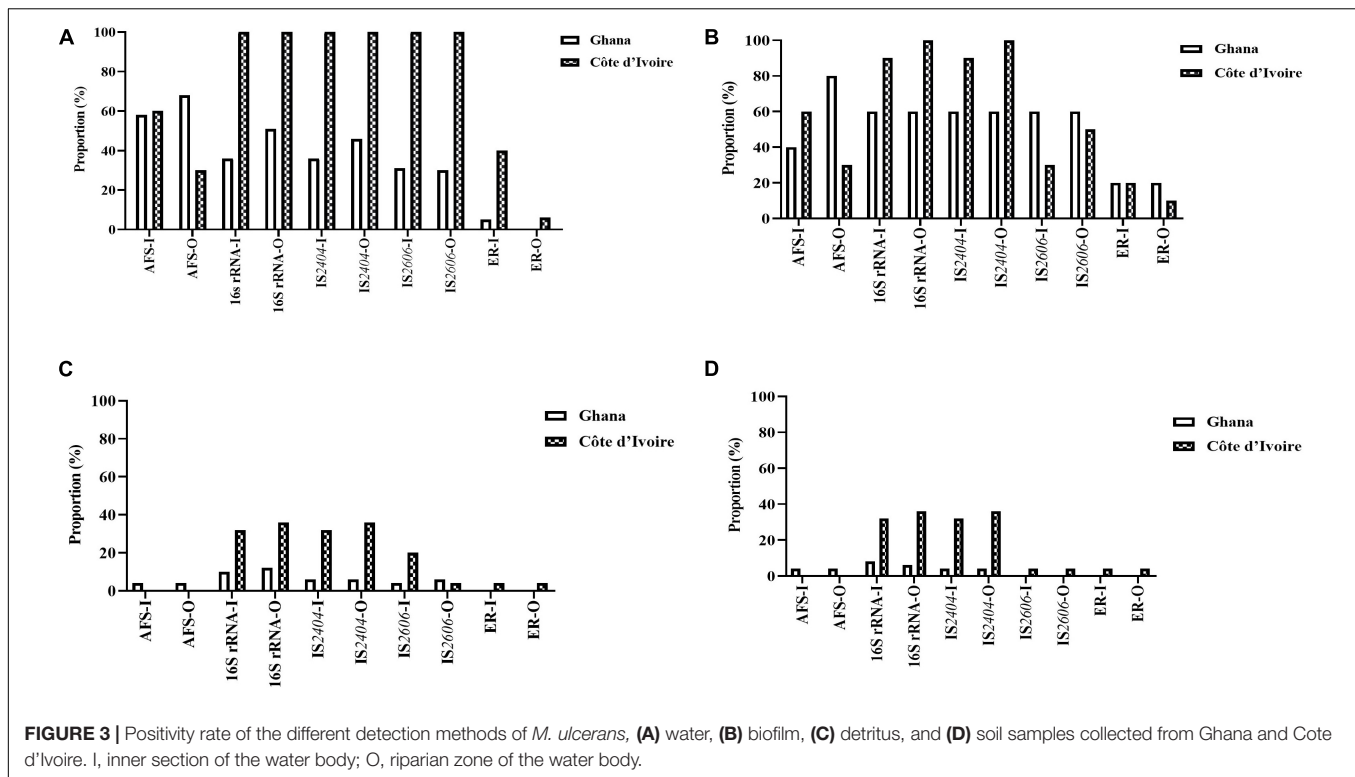 A
Proportion (%)
100
80
60
40
20
0
AFS-I
AFS-O
16s rRNA-I
16S rRNA-O
IS2404-I
IS2404-O
IS2606-I
IS2606-O
ER-I
ER-O
Ghana
Côte d'Ivoire
B
Proportion (%)
100
80
60
40
20
0
AFS-I
AFS-O
16S rRNA-I
16S rRNA-O
IS2404-I
IS2404-O
IS2606-I
IS2606-O
ER-I
ER-O
Ghana
Côte d'Ivoire
C
Proportion (%)
100
80
60
40
20
0
AFS-I
AFS-O
16S rRNA-I
16S rRNA-O
IS2404-I
IS2404-O
IS2606-I
IS2606-O
ER-I
ER-O
Ghana
Côte d'Ivoire
D
Proportion (%)
100
80
60
40
20
0
AFS-I
AFS-O
16S rRNA-I
16S rRNA-O
IS2404-I
IS2404-O
IS2606-I
IS2606-O
ER-I
ER-O
Ghana
Côte d'Ivoire
FIGURE 3 | Positivity rate of the different detection methods of M. ulcerans, (A) water, (B) biofilm, (C) detritus, and (D) soil samples collected from Ghana and Cote
d'Ivoire. I, inner section of the water body; O, riparian zone of the water body.